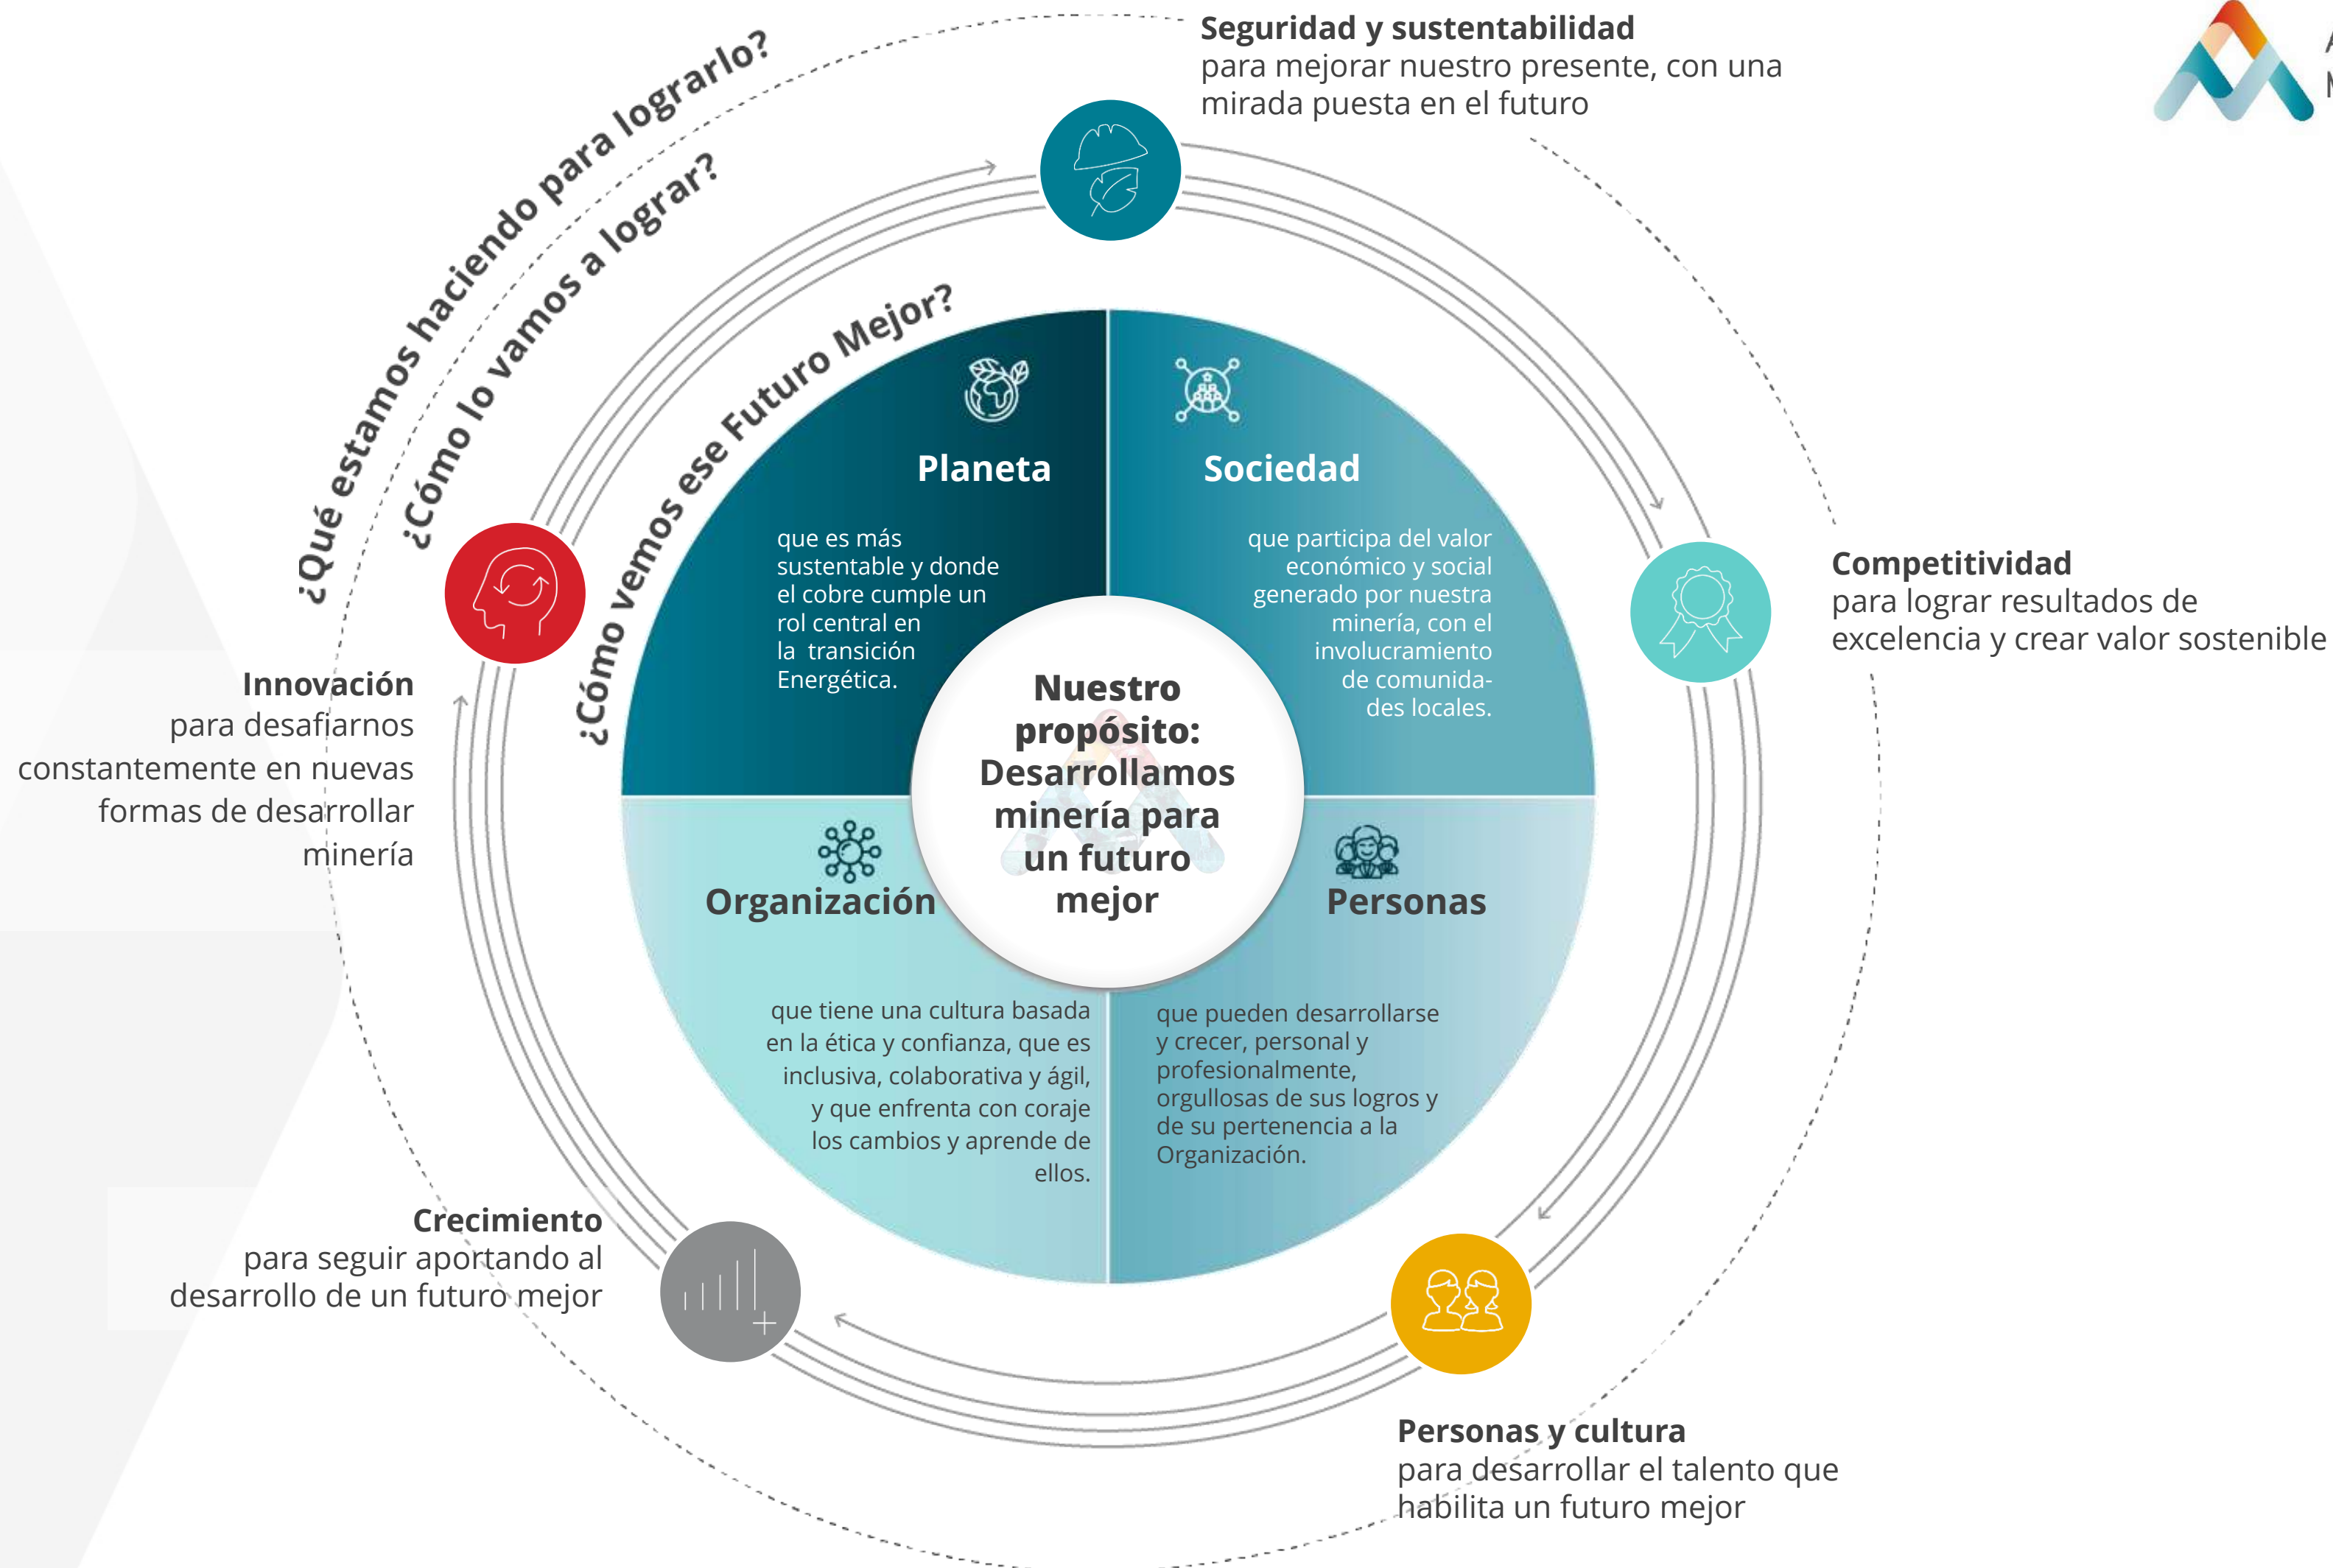 Seguridad y sustentabilidad
para mejorar nuestro presente, con una
mirada puesta en el futuro
¿Qué estamos haciendo para lograrlo?
¿Cómo lo vamos a lograr?
¿Cómo vemos ese Futuro Mejor?
Planeta
que es más
sustentable y donde
el cobre cumple un
rol central en
la transición
Energética.
Sociedad
que participa del valor
económico y social
generado por nuestra
minería, con el
involucramiento
de comunida-
des locales.
Competitividad
para lograr resultados de
excelencia y crear valor sostenible
Innovación
para desafiarnos
constantemente en nuevas
formas de desarrollar
minería
Nuestro
propósito:
Desarrollamos
minería para
un futuro
mejor
Organización
que tiene una cultura basada
en la ética y confianza, que es
inclusiva, colaborativa y ágil,
y que enfrenta con coraje
los cambios y aprende de
ellos.
Personas
que pueden desarrollarse
y crecer, personal y
profesionalmente,
orgullosas de sus logros y
de su pertenencia a la
Organización.
Crecimiento
para seguir aportando al
desarrollo de un futuro mejor
Personas y cultura
para desarrollar el talento que
habilita un futuro mejor